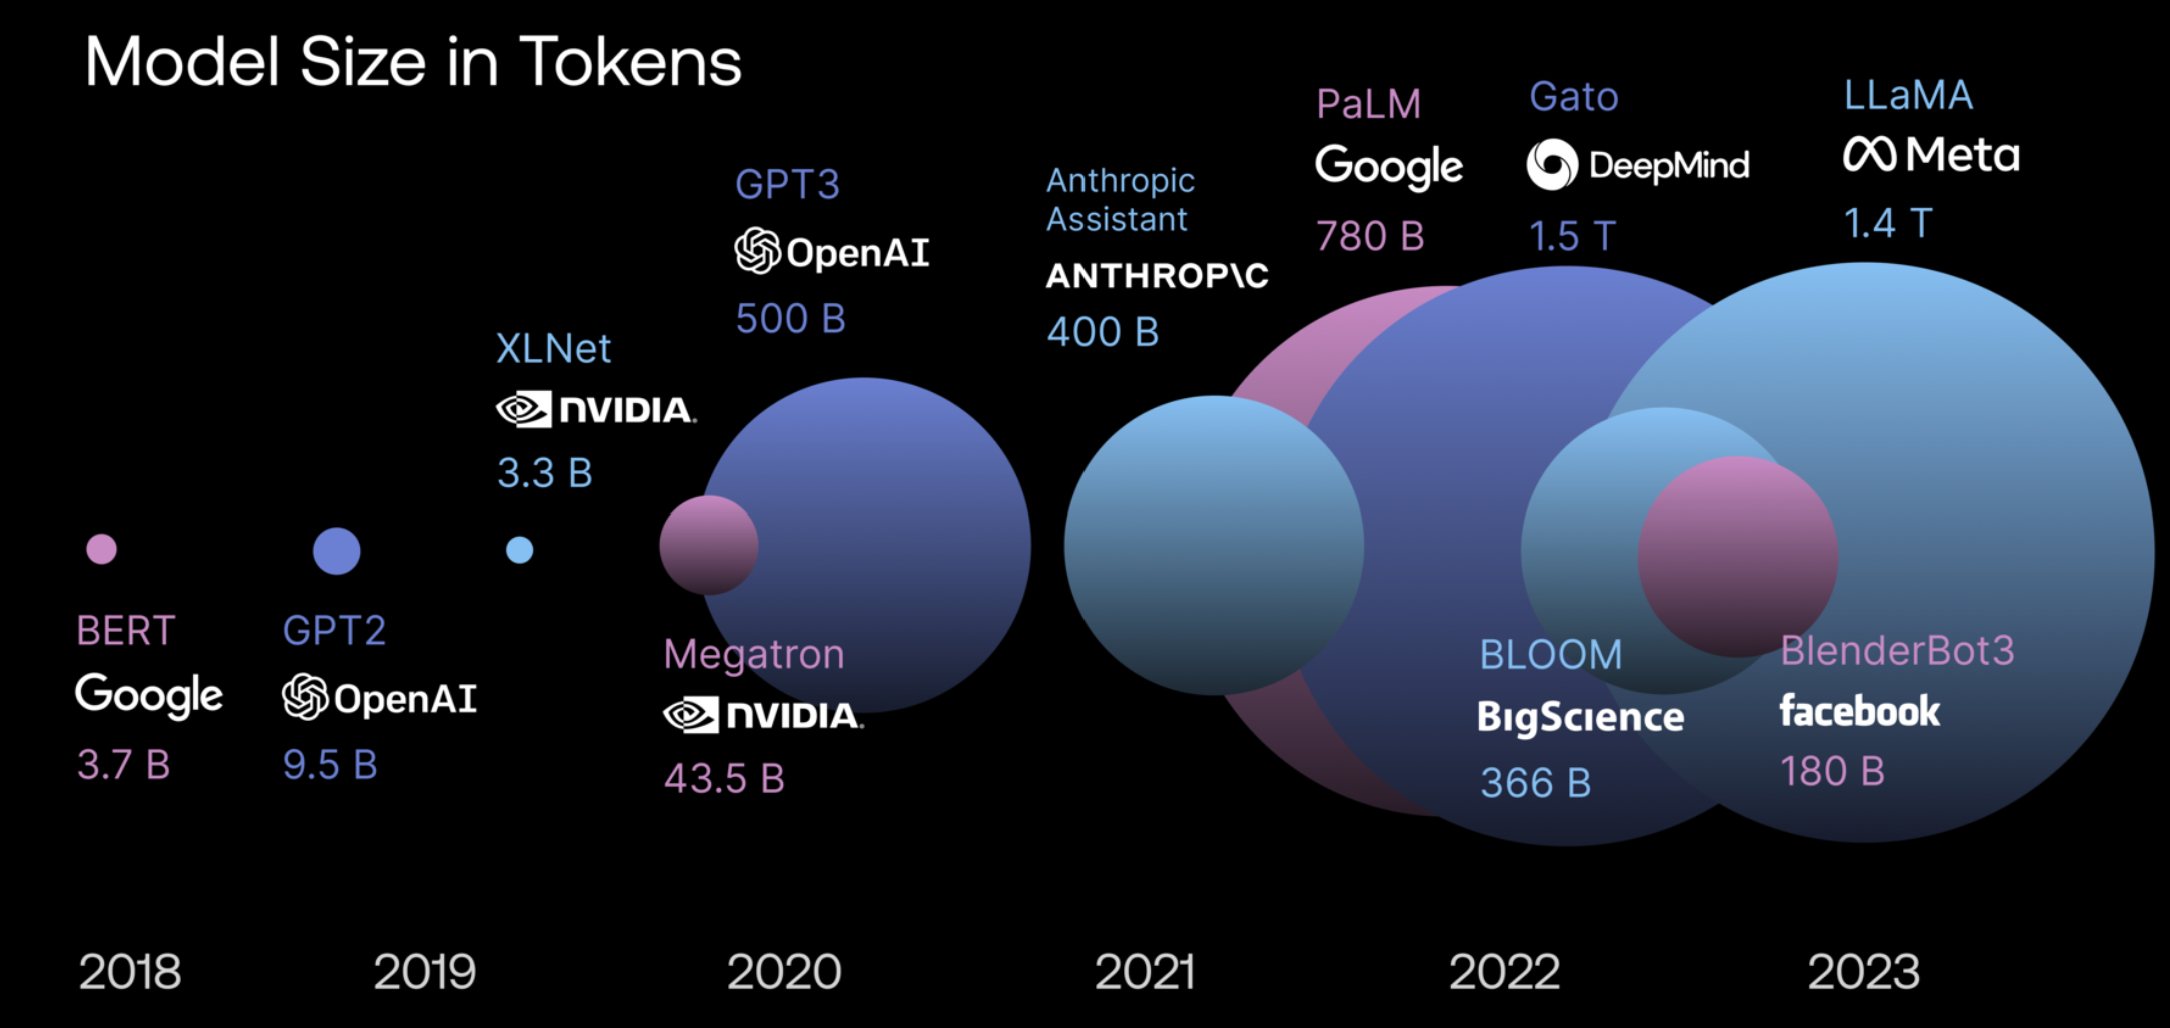 Model Size in Tokens
BERT
Google
3.7 B
GPT2
OpenAI
9.5 B
XLNet
nVIDIA.
3.3 B
Megatron
nVIDIA.
43.5 B
GPT3
OpenAI
500 B
Anthropic
Assistant
ANTHROP\C
400 B
PaLM
Google
780 B
Gato
DeepMind
1.5 T
LLaMA
Meta
1.4 T
BLOOM
BigScience
366 B
BlenderBot3
facebook
180 B
2018
2019
2020
2021
2022
2023